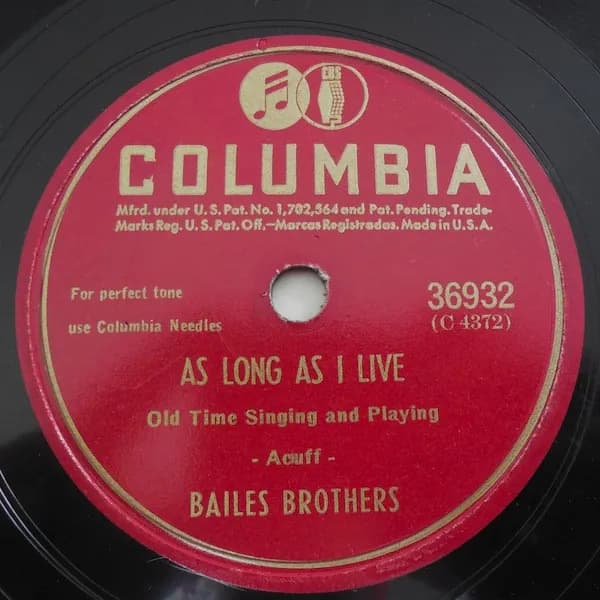 CBS
COLUMBIA
Mfrd. under U.S. Pat. No. 1,702,564 and Pat. Pending. Trade-
Marks Reg. U.S. Pat. Off.—Marcas Registradas. Made in U.S.A.
For perfect tone
use Columbia Needles
36932
(C 4372)
AS LONG AS I LIVE
Old Time Singing and Playing
- Acuff -
BAILES BROTHERS